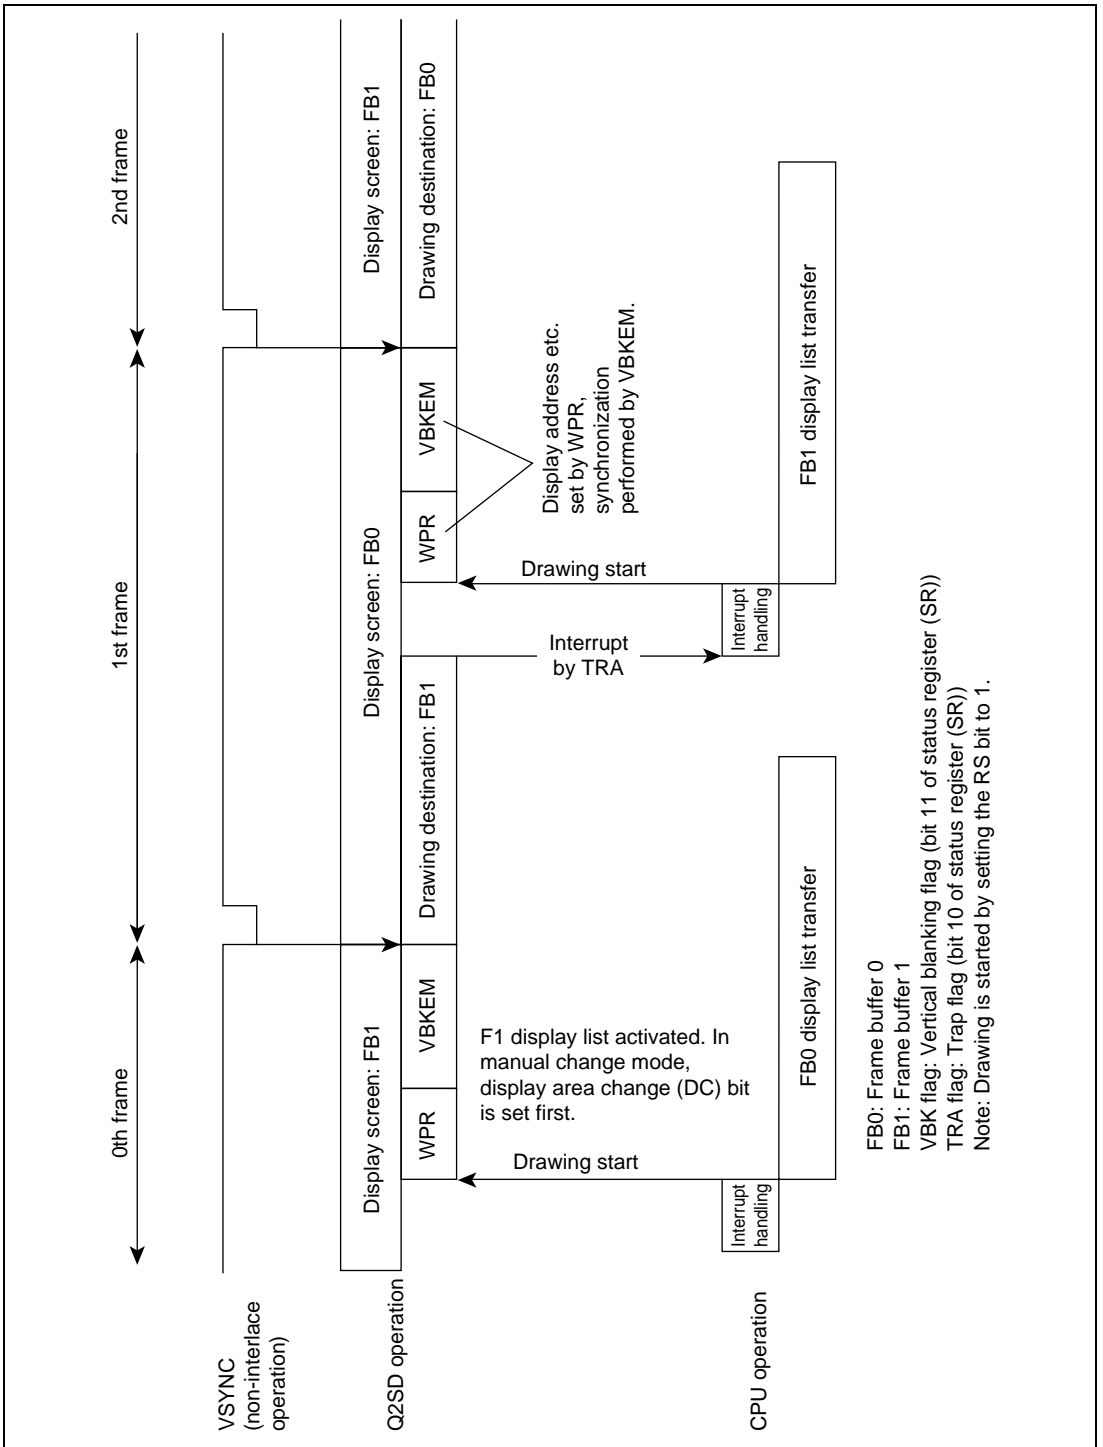 0th frame
1st frame
2nd frame
VSYNC
(non-interlace
operation)
Q2SD operation
Display screen: FB1
Display screen: FB0
Display screen: FB1
WPR
VBKEM
Drawing destination: FB1
WPR
VBKEM
Drawing destination: FB0
F1 display list activated. In
manual change mode,
display area change (DC) bit
is set first.
Display address etc.
set by WPR,
synchronization
performed by VBKEM.
Drawing start
Interrupt
by TRA
Drawing start
CPU operation
Interrupt
handling
Interrupt
handling
FB0 display list transfer
FB1 display list transfer
FB0: Frame buffer 0
FB1: Frame buffer 1
VBK flag: Vertical blanking flag (bit 11 of status register (SR))
TRA flag: Trap flag (bit 10 of status register (SR))
Note: Drawing is started by setting the RS bit to 1.